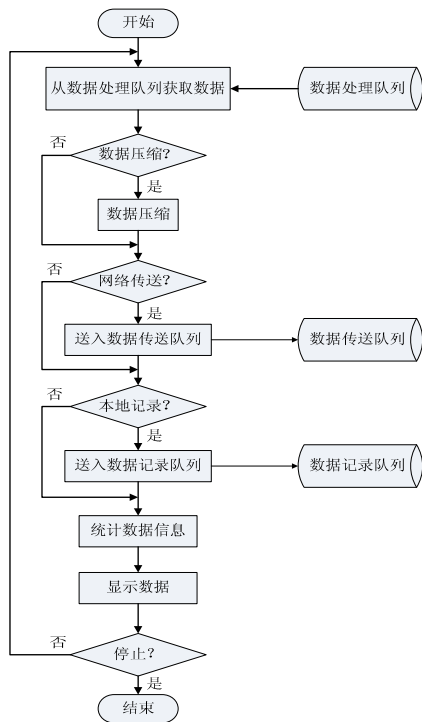 开始
从数据处理队列获取数据
数据处理队列
否
数据压缩？
是
数据压缩
否
网络传送？
是
送入数据传送队列
数据传送队列
否
本地记录？
是
送入数据记录队列
数据记录队列
统计数据信息
显示数据
否
停止？
是
结束